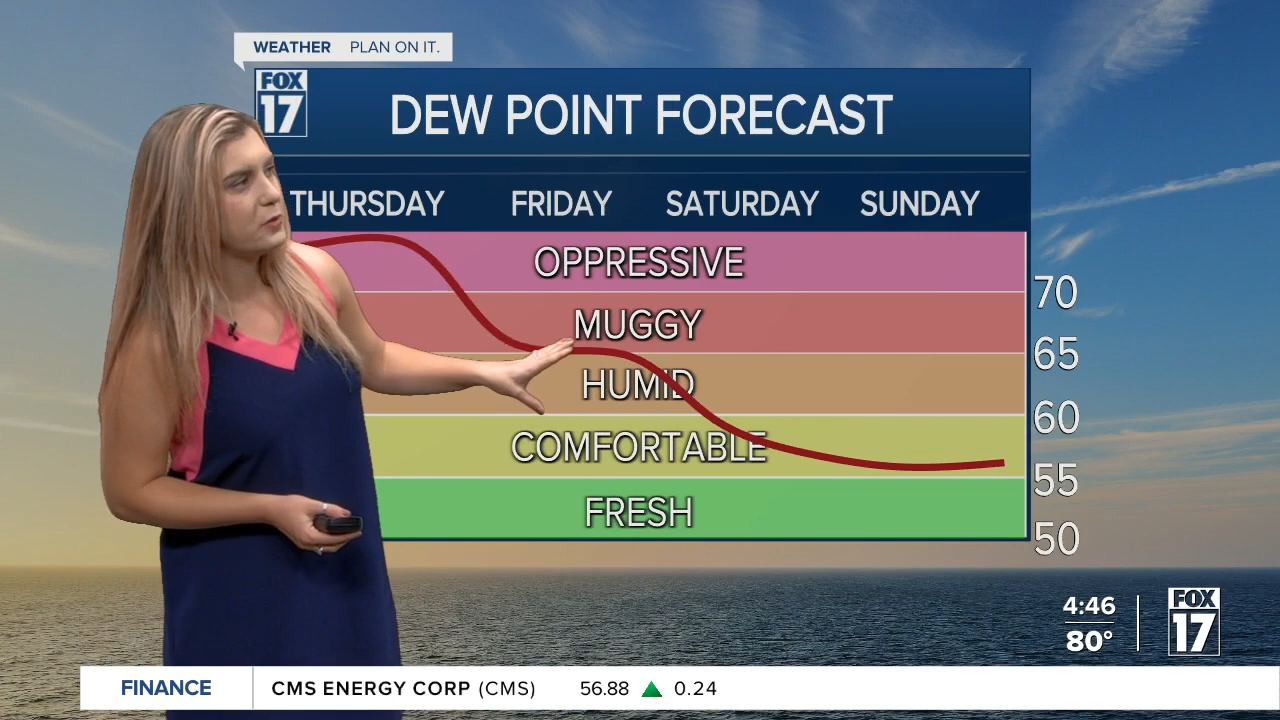 WEATHER PLAN ON IT.
FOX
17
DEW POINT FORECAST
THURSDAY FRIDAY SATURDAY SUNDAY
OPPRESSIVE
70
MUGGY
65
HUMID
60
COMFORTABLE
55
FRESH
50
4:46
80°
FOX
17
FINANCE CMS ENERGY CORP (CMS) 56.88 0.24